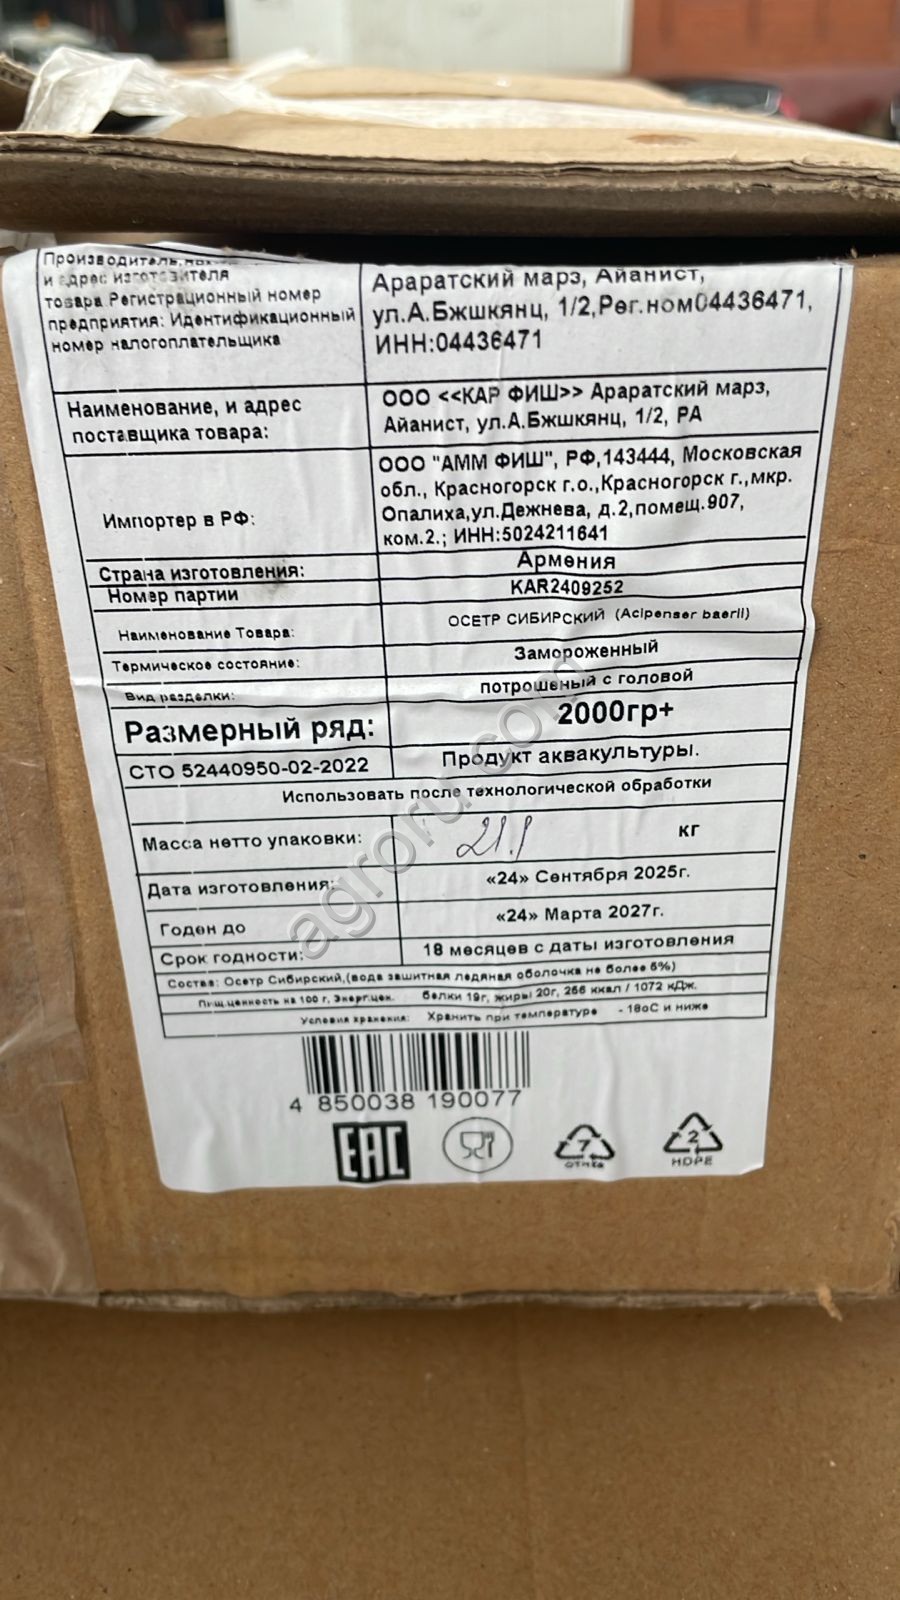 Производитель,
и адрес изготовителя
товара.Регистрационный номер
предприятия: Идентификационный
номер налогоплательщика
Араратский марз, Айанист,
ул.А.Бжшкянц, 1/2,Рег.ном04436471,
ИНН:04436471
Наименование, и адрес
поставщика товара:
ООО <<КАР ФИШ>> Араратский марз,
Айанист, ул.А.Бжшкянц, 1/2, РА
Импортер в РФ:
ООО "АММ ФИШ", РФ,143444, Московская
обл., Красногорск г.о.,Красногорск г.,мкр.
Опалиха,ул.Дежнева, д.2,помещ.907,
ком.2.; ИНН:5024211641
Страна изготовления: Армения
Номер партии KAR2409252
Наименование Товара: ОСЕТР СИБИРСКИЙ (Acipenser baerii)
Термическое состояние: Замороженный
Вид разделки: потрошеный с головой
Размерный ряд: 2000гр+
СТО 52440950-02-2022 Продукт аквакультуры.
Использовать после технологической обработки
Масса нетто упаковки: 21.1 кг
Дата изготовления: «24» Сентября 2025г.
Годен до «24» Марта 2027г.
Срок годности: 18 месяцев с даты изготовления
Состав: Осетр Сибирский,(вода защитная ледяная оболочка не более 5%)
Пищ.ценность на 100 г, Энерг.цен. белки 19г, жиры 20г, 256 ккал / 1072 кДж.
Условия хранения: Хранить при температуре - 18оС и ниже
4 850038 190077
EAC
7
OTHER
2
HDPE
agroru.com